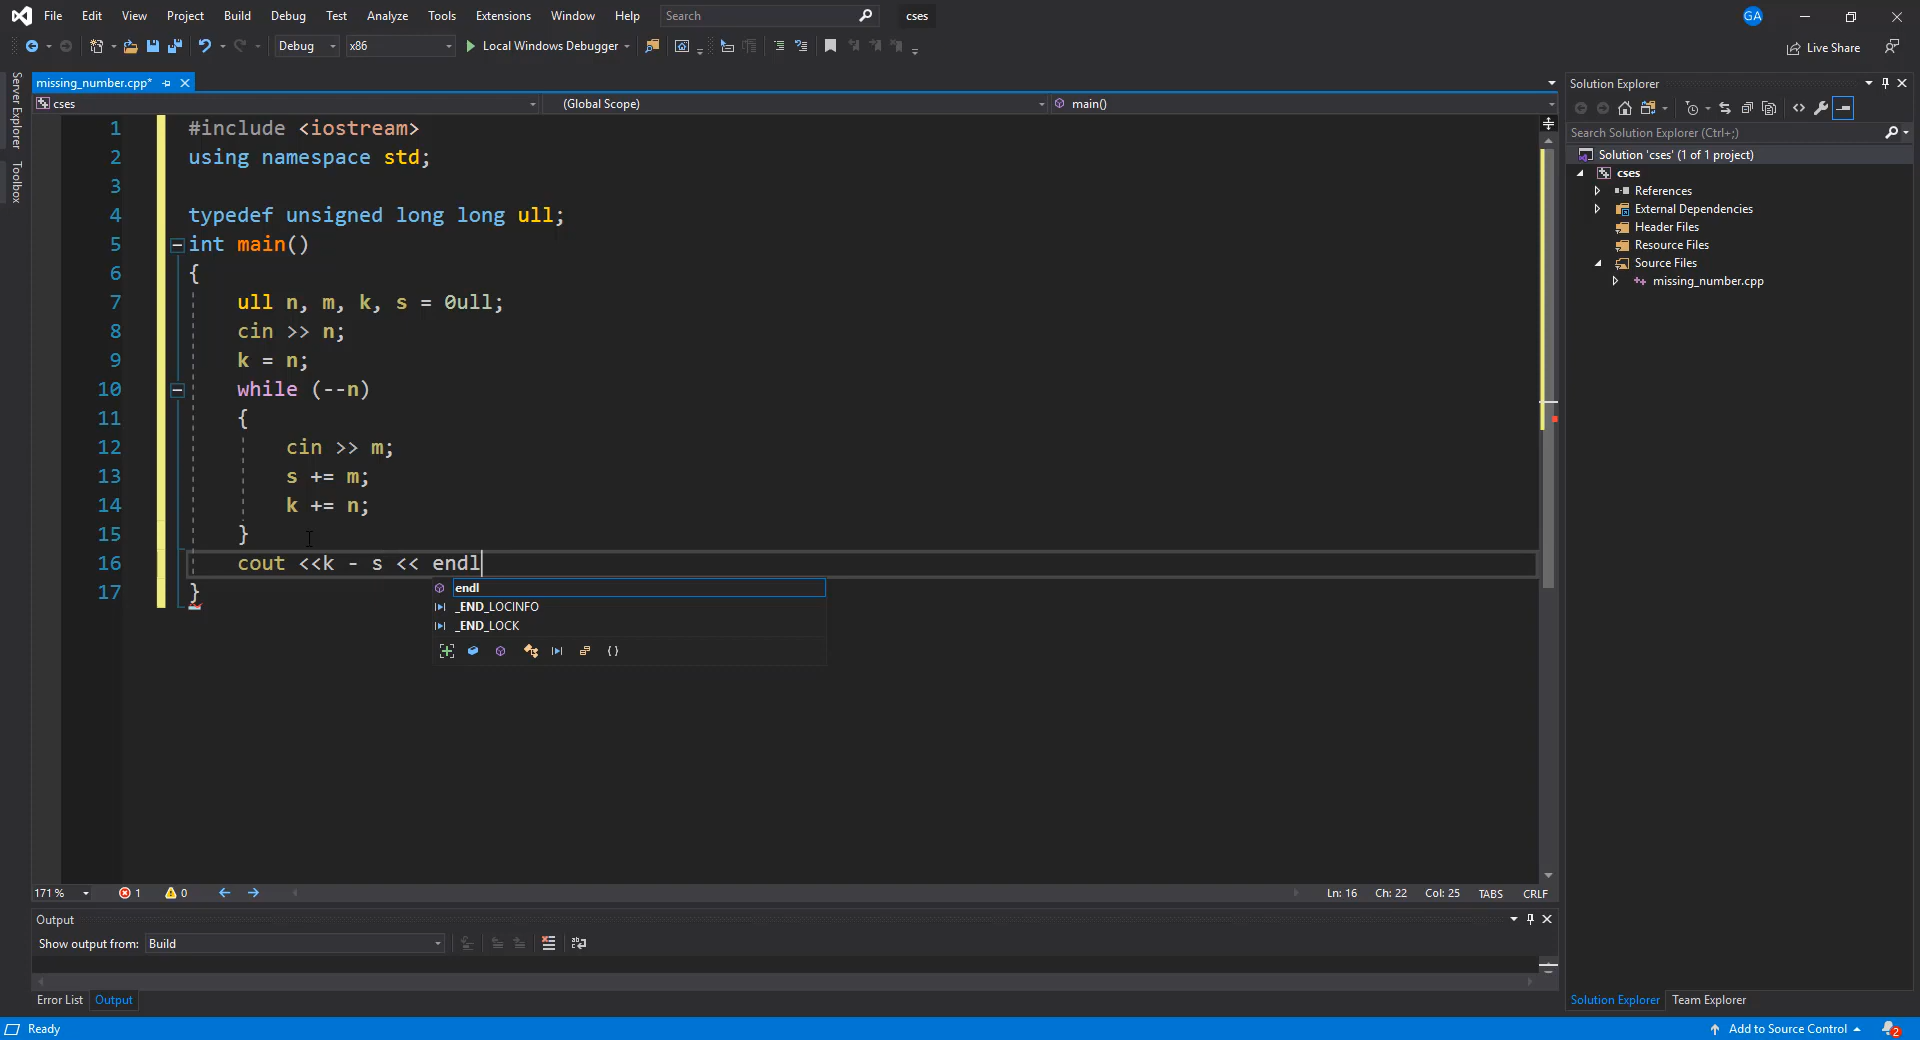 File Edit View Project Build Debug Test Analyze Tools Extensions Window Help Search cses GA
Debug x86 Local Windows Debugger Live Share
Server Explorer
Toolbox
missing_number.cpp*
cses (Global Scope) main()
1 #include <iostream>
2 using namespace std;
3
4 typedef unsigned long long ull;
5 int main()
6 {
7 ull n, m, k, s = 0ull;
8 cin >> n;
9 k = n;
10 while (--n)
11 {
12 cin >> m;
13 s += m;
14 k += n;
15 }
16 cout <<k - s << endl
17 }
endl
_END_LOCINFO
_END_LOCK
171 % 1 0 Ln: 16 Ch: 22 Col: 25 TABS CRLF
Output
Show output from: Build
Error List Output
Solution Explorer
Search Solution Explorer (Ctrl+;)
Solution 'cses' (1 of 1 project)
cses
References
External Dependencies
Header Files
Resource Files
Source Files
missing_number.cpp
Solution Explorer Team Explorer
Ready Add to Source Control 2